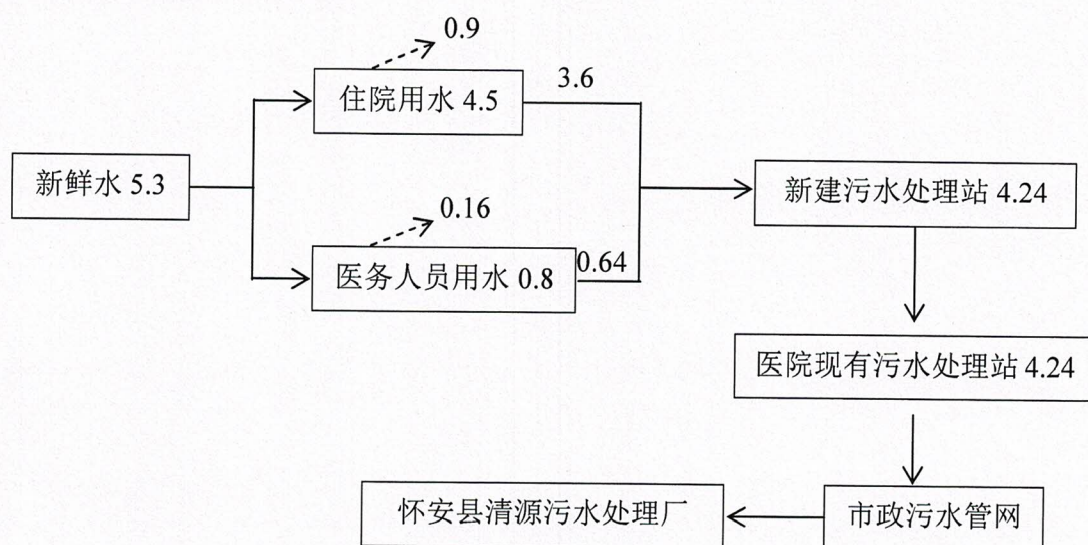 0.9
住院用水 4.5
3.6
新鲜水 5.3
新建污水处理站 4.24
0.16
医务人员用水 0.8
0.64
医院现有污水处理站 4.24
怀安县清源污水处理厂
市政污水管网